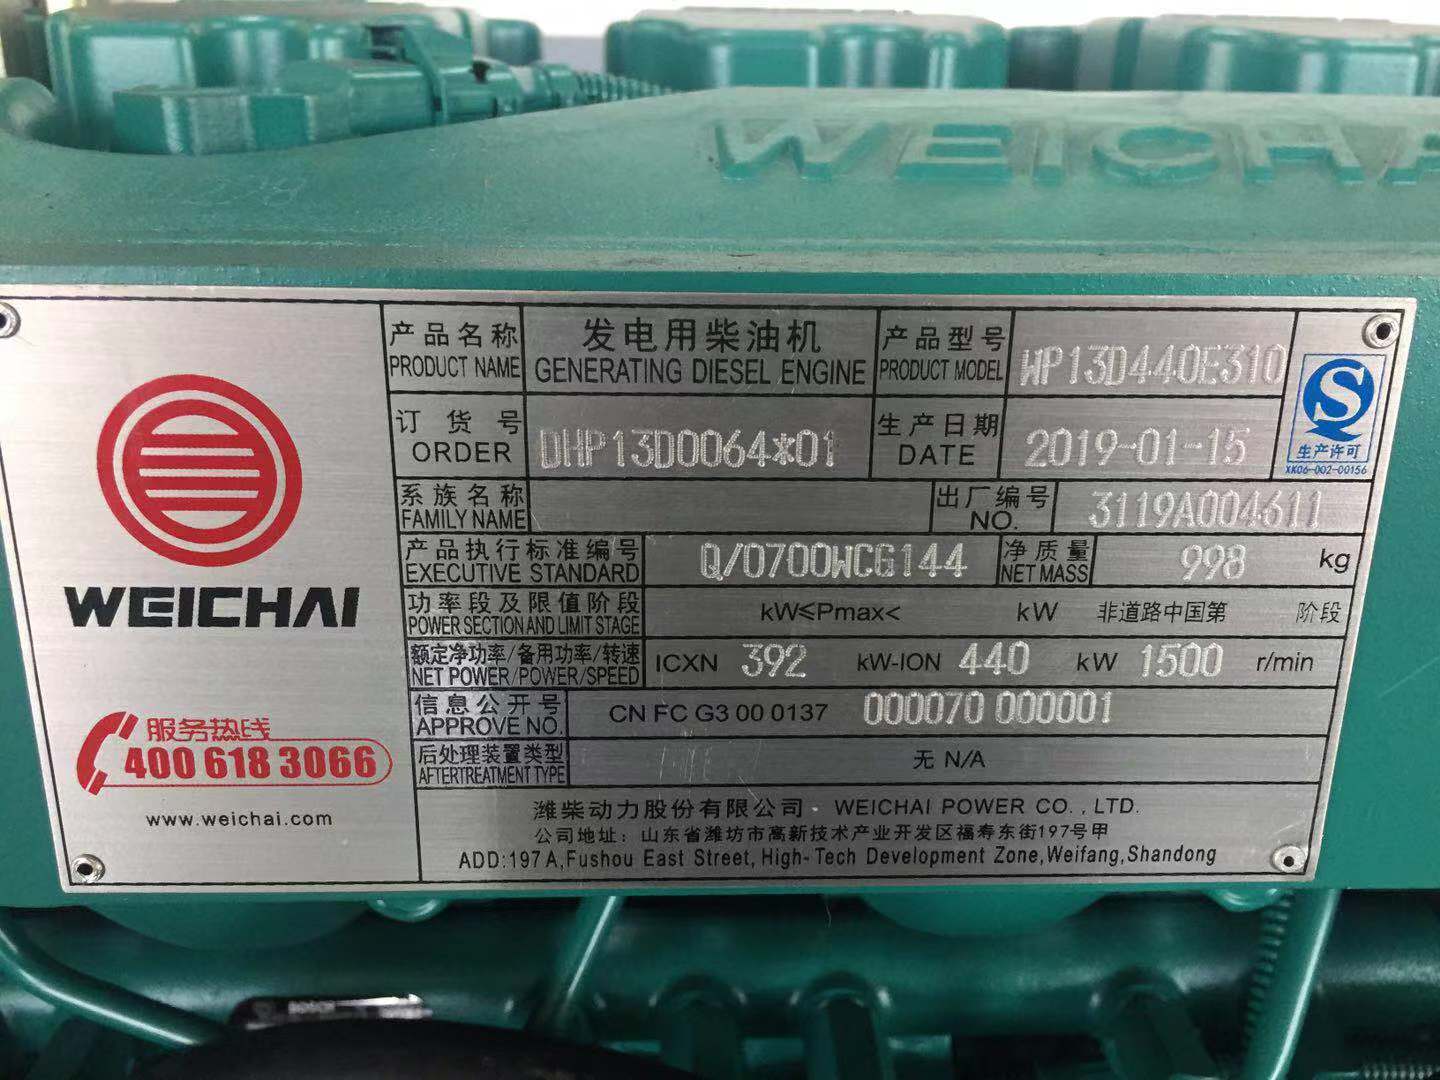 WEICHA
产品名称 发电用柴油机 产品型号 WP13D440E310
PRODUCT NAME GENERATING DIESEL ENGINE PRODUCT MODEL
订货号 DHP13D0064*01 生产日期 2019-01-15
ORDER DATE
S
生产许可
XK06-002-00156
系族名称 出厂编号 3119A004611
FAMILY NAME NO.
产品执行标准编号 Q/0700WCG144 净质量 998 kg
EXECUTIVE STANDARD NET MASS
功率段及限值阶段 kW≤Pmax< kW 非道路中国第 阶段
POWER SECTION AND LIMIT STAGE
额定净功率/备用功率/转速 ICXN 392 kW-ION 440 kW 1500 r/min
NET POWER/POWER/SPEED
信息公开号 CN FC G3 00 0137 000070 000001
APPROVE NO.
后处理装置类型 无 N/A
AFTERTREATMENT TYPE
潍柴动力股份有限公司· WEICHAI POWER CO., LTD.
公司地址：山东省潍坊市高新技术产业开发区福寿东街197号甲
ADD:197 A,Fushou East Street, High-Tech Development Zone, Weifang, Shandong
WEICHAI
服务热线
400 618 3066
www.weichai.com
BOSCH